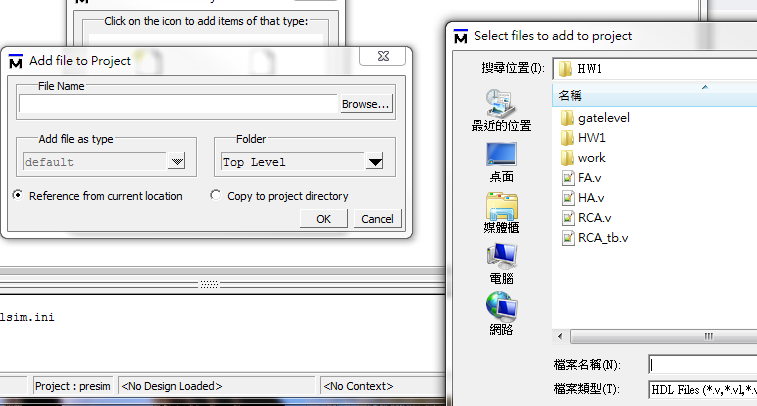 Click on the icon to add items of that type:
Add file to Project
File Name
Browse...
Add file as type
default
Folder
Top Level
Reference from current location
Copy to project directory
OK
Cancel
lsim.ini
Project : presim
<No Design Loaded>
<No Context>
Select files to add to project
搜尋位置(I):
HW1
名稱
最近的位置
桌面
媒體櫃
電腦
網路
gatelevel
HW1
work
FA.v
HA.v
RCA.v
RCA_tb.v
檔案名稱(N):
檔案類型(T):
HDL Files (*.v,*.vl,*.v